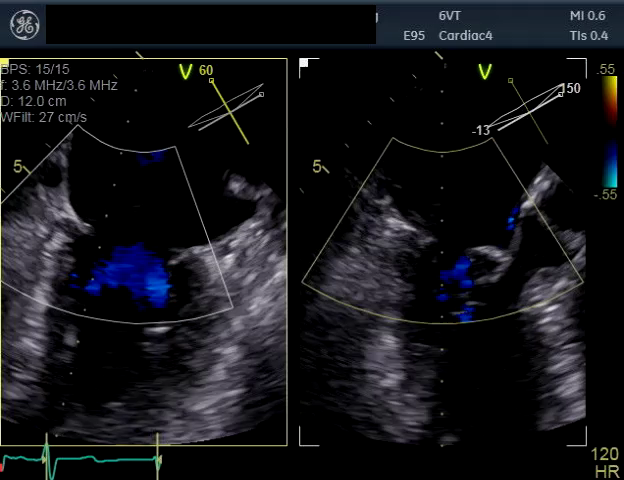 6VT MI 0.6
E95 Cardiac4 TIs 0.4
BPS: 15/15
f: 3.6 MHz/3.6 MHz
D: 12.0 cm
WFilt: 27 cm/s
V 60
5
V
150
-13
5
.55
-.55
120
HR